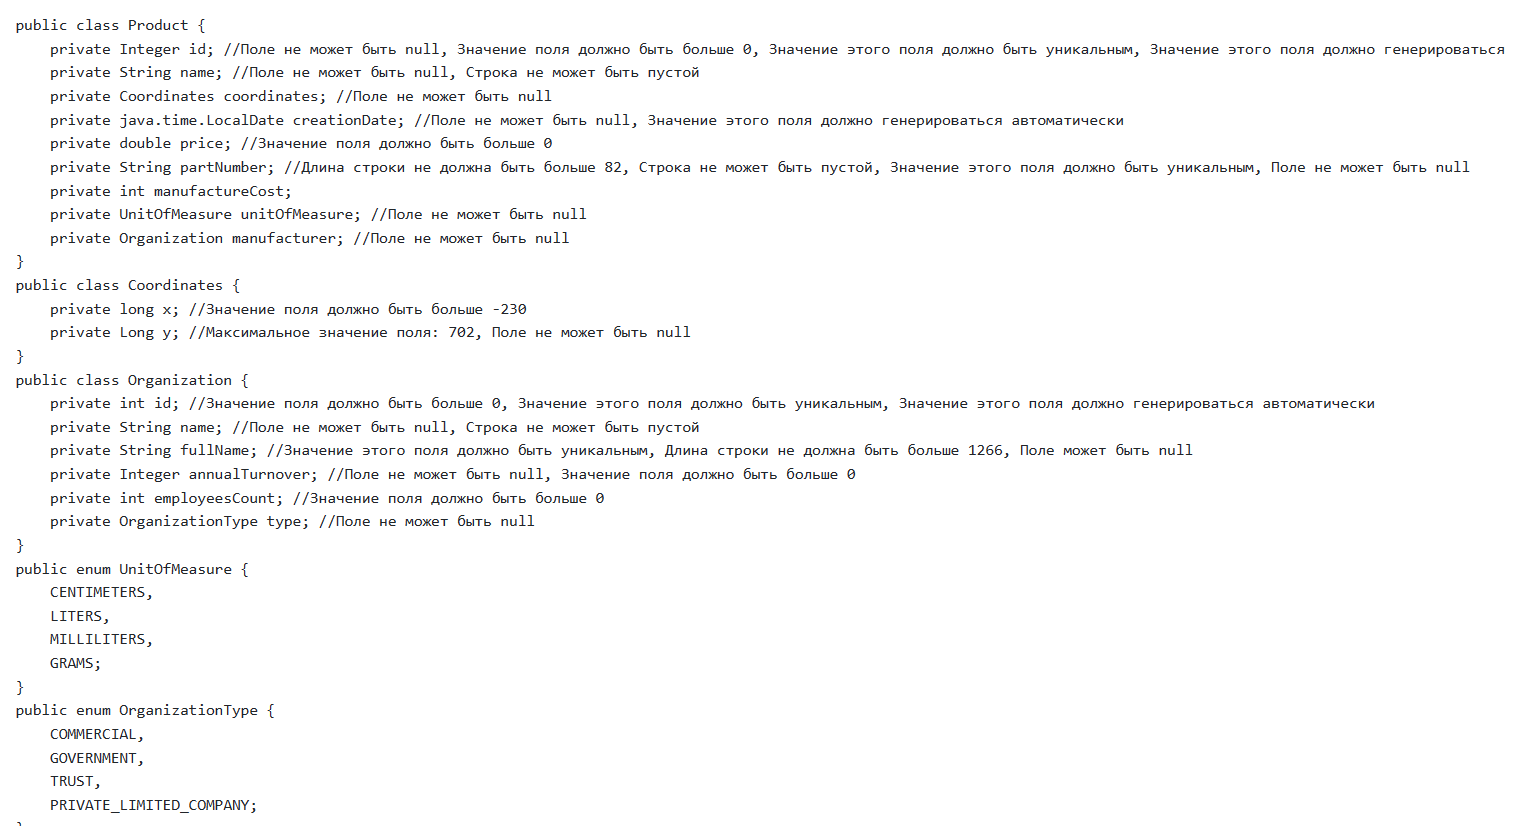 public class Product {
    private Integer id; //Поле не может быть null, Значение поля должно быть больше 0, Значение этого поля должно быть уникальным, Значение этого поля должно генерироваться
    private String name; //Поле не может быть null, Строка не может быть пустой
    private Coordinates coordinates; //Поле не может быть null
    private java.time.LocalDate creationDate; //Поле не может быть null, Значение этого поля должно генерироваться автоматически
    private double price; //Значение поля должно быть больше 0
    private String partNumber; //Длина строки не должна быть больше 82, Строка не может быть пустой, Значение этого поля должно быть уникальным, Поле не может быть null
    private int manufactureCost;
    private UnitOfMeasure unitOfMeasure; //Поле не может быть null
    private Organization manufacturer; //Поле не может быть null
}
public class Coordinates {
    private long x; //Значение поля должно быть больше -230
    private Long y; //Максимальное значение поля: 702, Поле не может быть null
}
public class Organization {
    private int id; //Значение поля должно быть больше 0, Значение этого поля должно быть уникальным, Значение этого поля должно генерироваться автоматически
    private String name; //Поле не может быть null, Строка не может быть пустой
    private String fullName; //Значение этого поля должно быть уникальным, Длина строки не должна быть больше 1266, Поле может быть null
    private Integer annualTurnover; //Поле не может быть null, Значение поля должно быть больше 0
    private int employeesCount; //Значение поля должно быть больше 0
    private OrganizationType type; //Поле не может быть null
}
public enum UnitOfMeasure {
    CENTIMETERS,
    LITERS,
    MILLILITERS,
    GRAMS;
}
public enum OrganizationType {
    COMMERCIAL,
    GOVERNMENT,
    TRUST,
    PRIVATE_LIMITED_COMPANY;
}